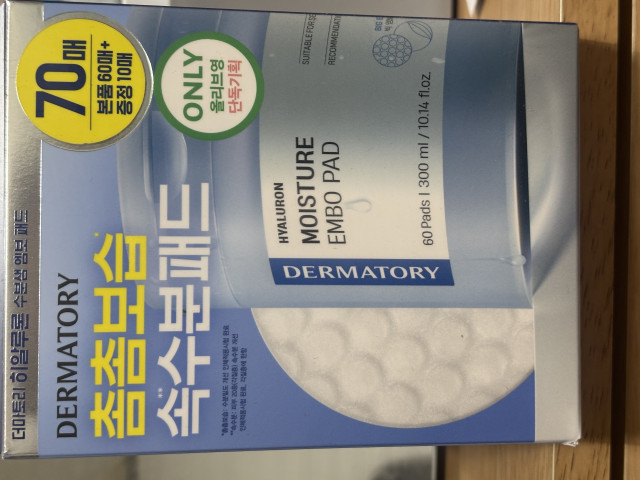 데마토리 히알루론 수분샘 엠보 패드
DERMATORY
촘촘보습
속수분패드
70매
본품 60매+
증정 10매
ONLY
올리브영
단독기획
HYALURON
MOISTURE
EMBO PAD
60 Pads | 300 ml / 10.14 fl.oz.
DERMATORY